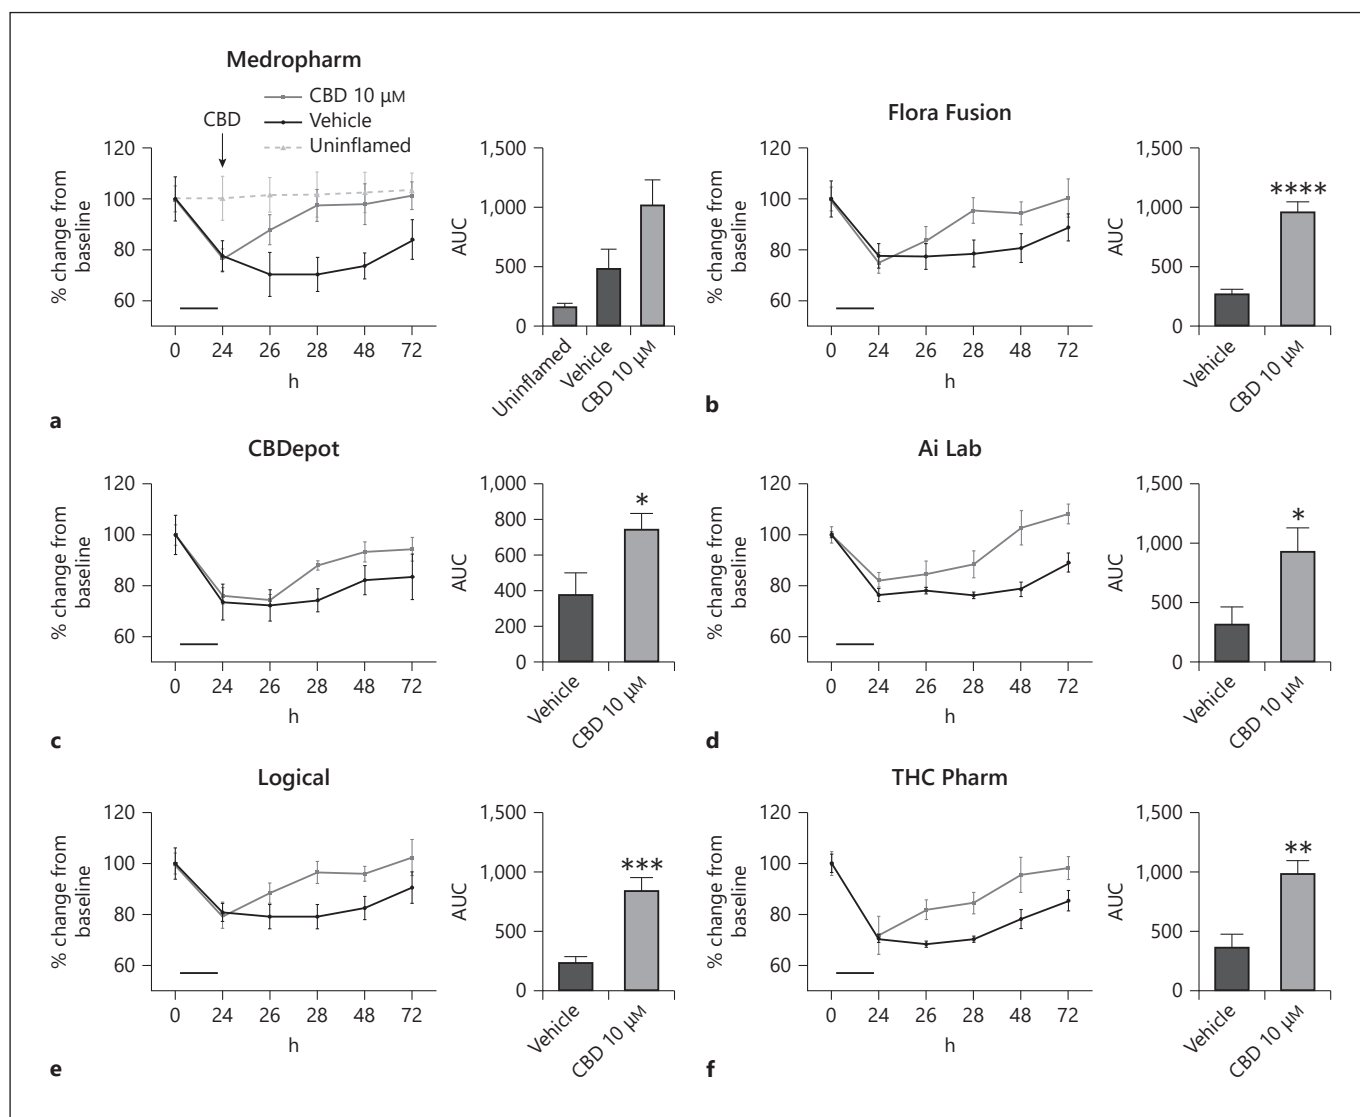 Medropharm
CBD 10 μM
Vehicle
Uninflamed
CBD
120
100
80
60
% change from
baseline
0 24 26 28 48 72
h
1,500
1,000
500
0
AUC
Uninflamed
Vehicle
CBD 10 μM
a
Flora Fusion
120
100
80
60
% change from
baseline
0 24 26 28 48 72
h
1,500
1,000
500
0
AUC
****
Vehicle
CBD 10 μM
b
CBDepot
120
100
80
60
% change from
baseline
0 24 26 28 48 72
h
1,000
800
600
400
200
0
AUC
*
Vehicle
CBD 10 μM
c
Ai Lab
120
100
80
60
% change from
baseline
0 24 26 28 48 72
h
1,500
1,000
500
0
AUC
*
Vehicle
CBD 10 μM
d
Logical
120
100
80
60
% change from
baseline
0 24 26 28 48 72
h
1,500
1,000
500
0
AUC
***
Vehicle
CBD 10 μM
e
THC Pharm
120
100
80
60
% change from
baseline
0 24 26 28 48 72
h
1,500
1,000
500
0
AUC
**
Vehicle
CBD 10 μM
f